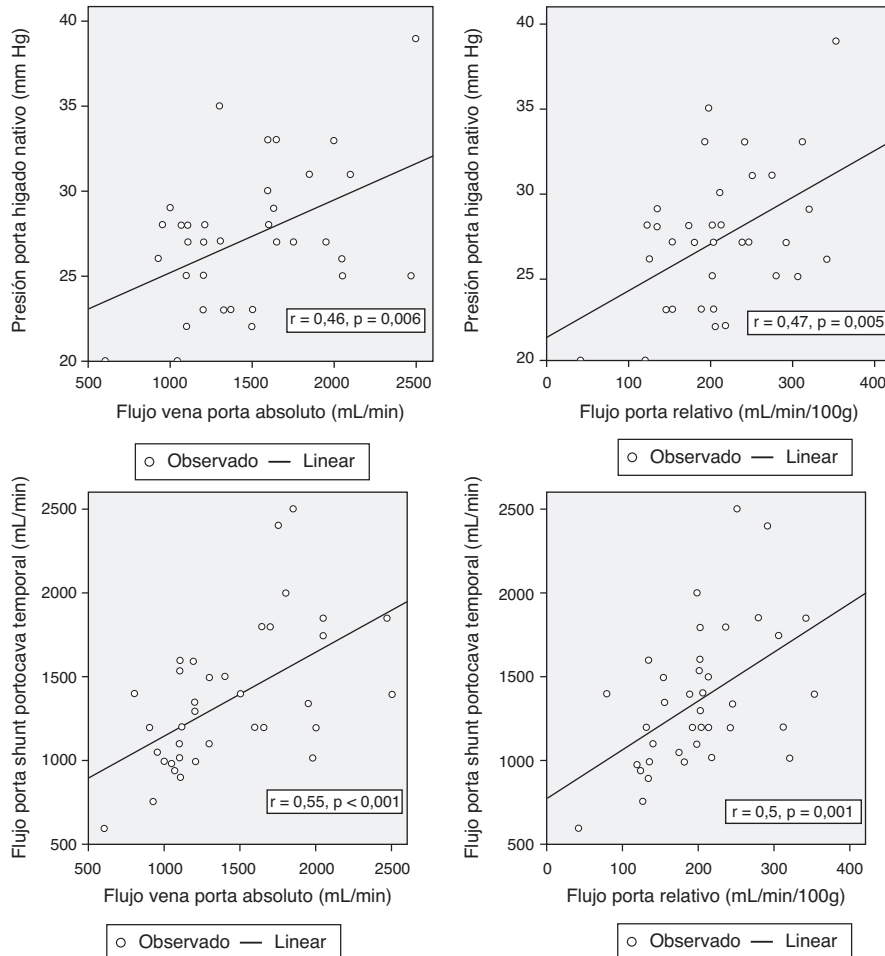 Presión porta higado nativo (mm Hg)
40
35
30
25
20
500 1000 1500 2000 2500
r = 0,46, p = 0,006
Flujo vena porta absoluto (mL/min)
Observado Linear
Presión porta higado nativo (mm Hg)
40
35
30
25
20
0 100 200 300 400
r = 0,47, p = 0,005
Flujo porta relativo (mL/min/100g)
Observado Linear
Flujo porta shunt portocava temporal (mL/min)
2500
2000
1500
1000
500
500 1000 1500 2000 2500
r = 0,55, p < 0,001
Flujo vena porta absoluto (mL/min)
Observado Linear
Flujo porta shunt portocava temporal (mL/min)
2500
2000
1500
1000
500
0 100 200 300 400
r = 0,5, p = 0,001
Flujo porta relativo (mL/min/100g)
Observado Linear